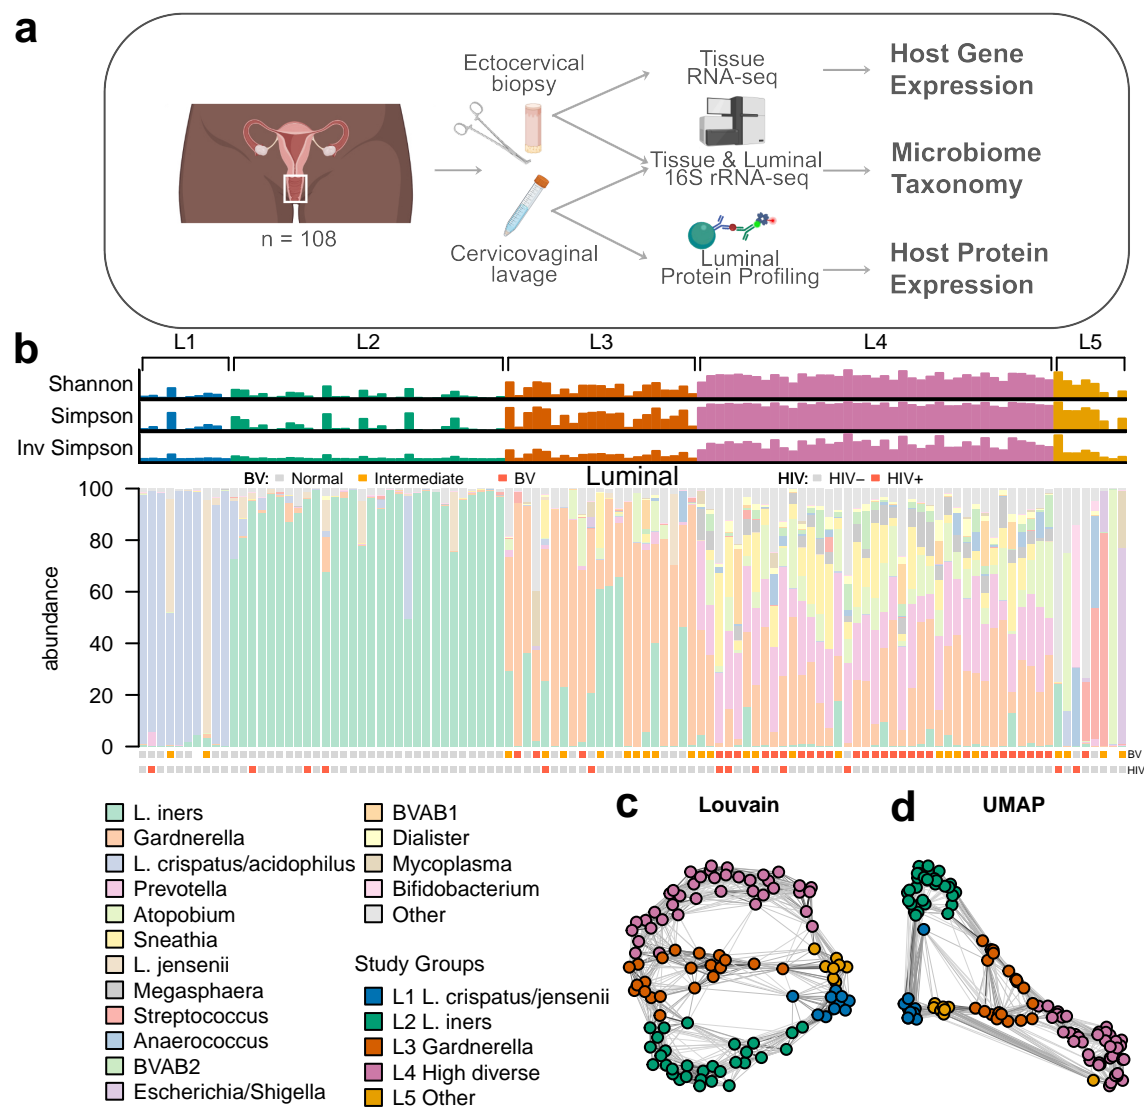 a
Ectocervical
biopsy
Tissue
RNA-seq
Host Gene
Expression
Tissue & Luminal
16S rRNA-seq
Microbiome
Taxonomy
n = 108
Cervicovaginal
lavage
Luminal
Protein Profiling
Host Protein
Expression
b
L1 L2 L3 L4 L5
Shannon
Simpson
Inv Simpson
BV: Normal Intermediate BV
Luminal
HIV: HIV− HIV+
100
80
60
40
20
0
abundance
BV
HIV
L. iners
Gardnerella
L. crispatus/acidophilus
Prevotella
Atopobium
Sneathia
L. jensenii
Megasphaera
Streptococcus
Anaerococcus
BVAB2
Escherichia/Shigella
BVAB1
Dialister
Mycoplasma
Bifidobacterium
Other
Study Groups
L1 L. crispatus/jensenii
L2 L. iners
L3 Gardnerella
L4 High diverse
L5 Other
c
Louvain
d
UMAP